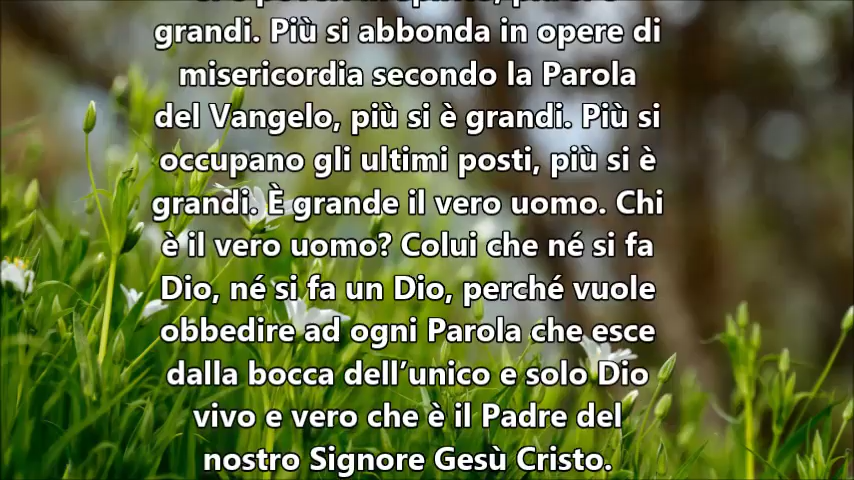 grandi. Più si abbonda in opere di
misericordia secondo la Parola
del Vangelo, più si è grandi. Più si
occupano gli ultimi posti, più si è
grandi. È grande il vero uomo. Chi
è il vero uomo? Colui che né si fa
Dio, né si fa un Dio, perché vuole
obbedire ad ogni Parola che esce
dalla bocca dell’unico e solo Dio
vivo e vero che è il Padre del
nostro Signore Gesù Cristo.